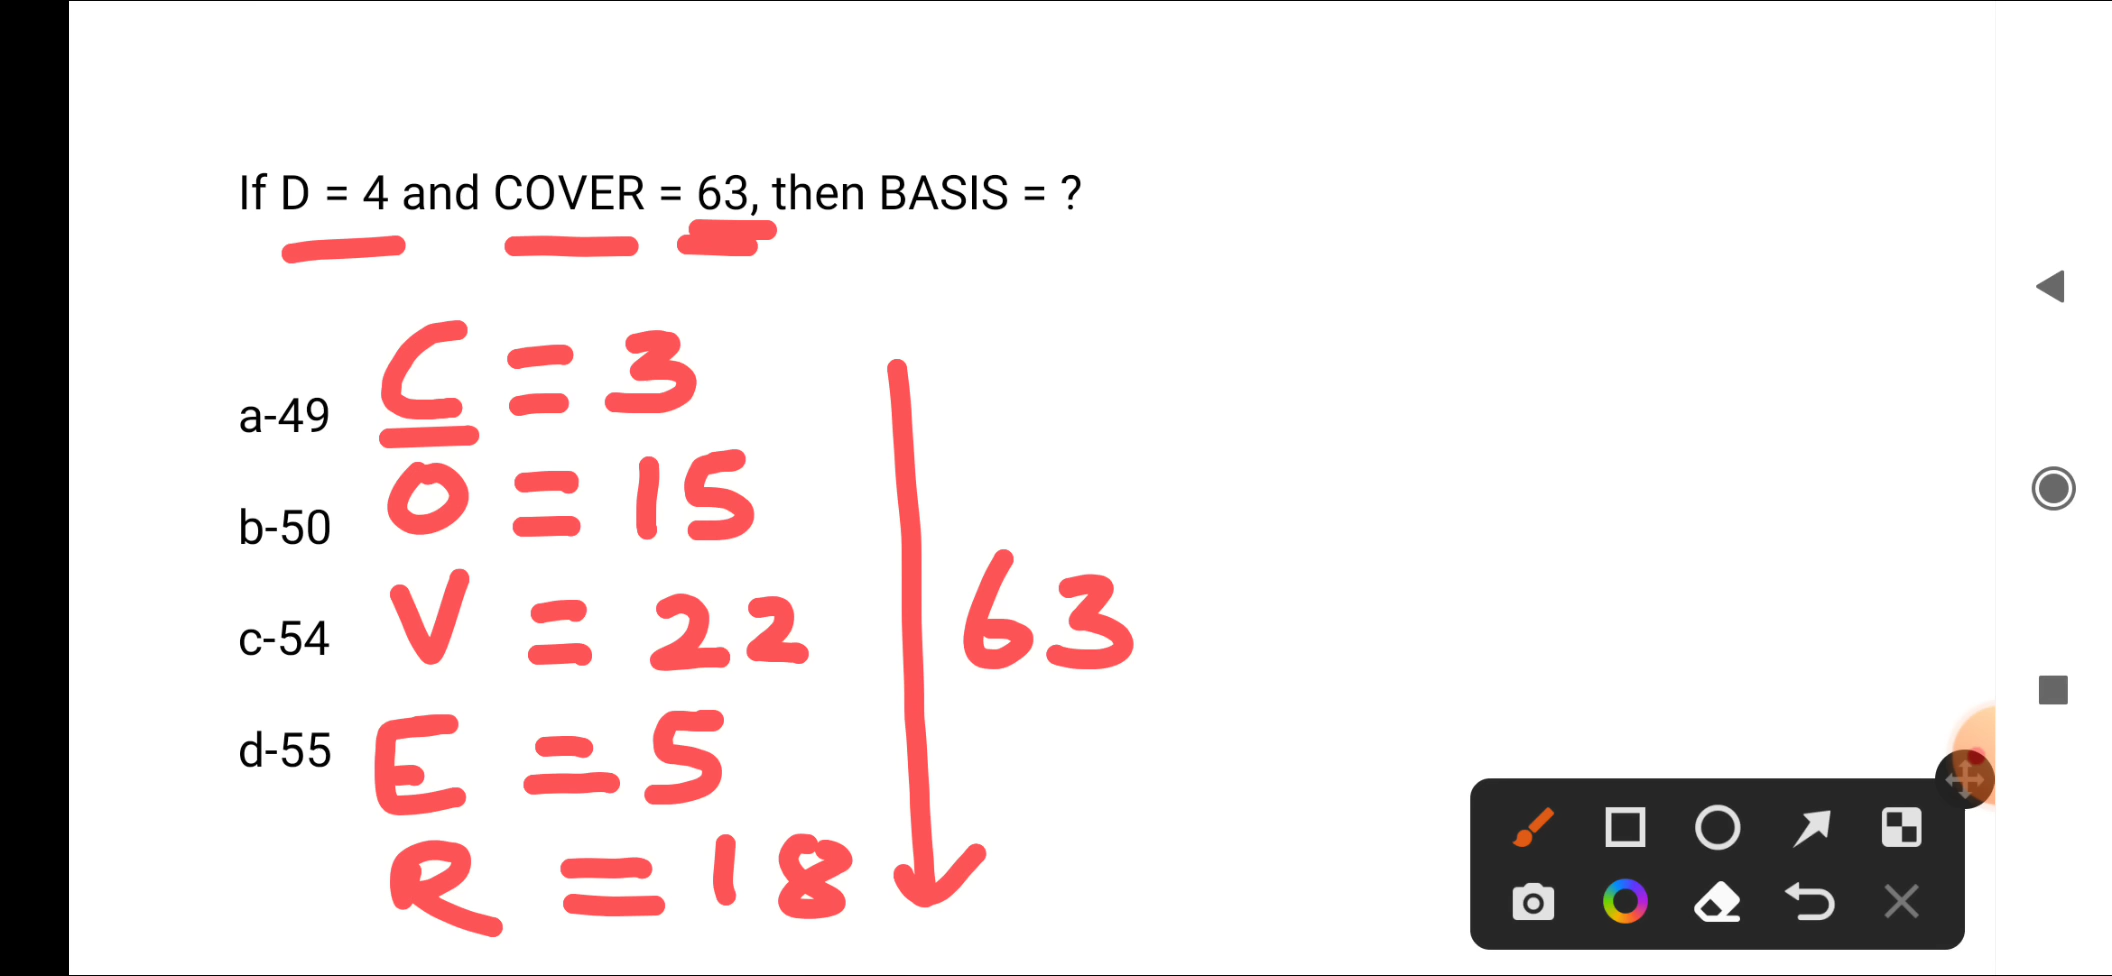 If D = 4 and COVER = 63, then BASIS = ?
C = 3
a-49
O = 15
b-50
V = 22
63
c-54
E = 5
d-55
R = 18